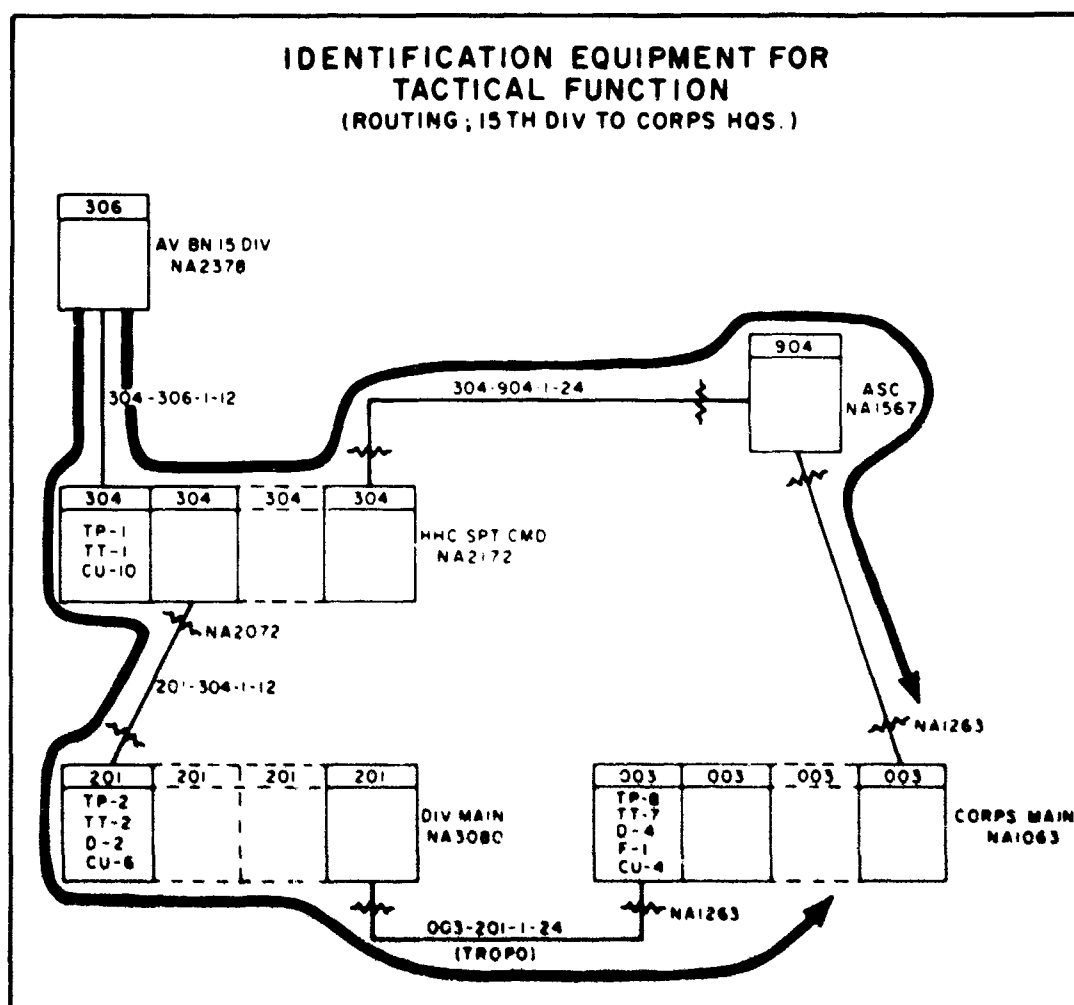 IDENTIFICATION EQUIPMENT FOR
TACTICAL FUNCTION
(ROUTING; 15TH DIV TO CORPS HQS.)
306
AV BN 15 DIV
NA2378
904
ASC
NA1567
304-306-1-12
304-904-1-24
304 304 304 304
TP-1
TT-1
CU-10
HHC SPT CMD
NA2172
NA2072
201-304-1-12
NA1263
201 201 201 201
TP-2
TT-2
D-2
CU-6
DIV MAIN
NA3080
003 003 003 003
TP-8
TT-7
D-4
F-1
CU-4
CORPS MAIN
NA1063
NA1263
003-201-1-24
(TROPO)